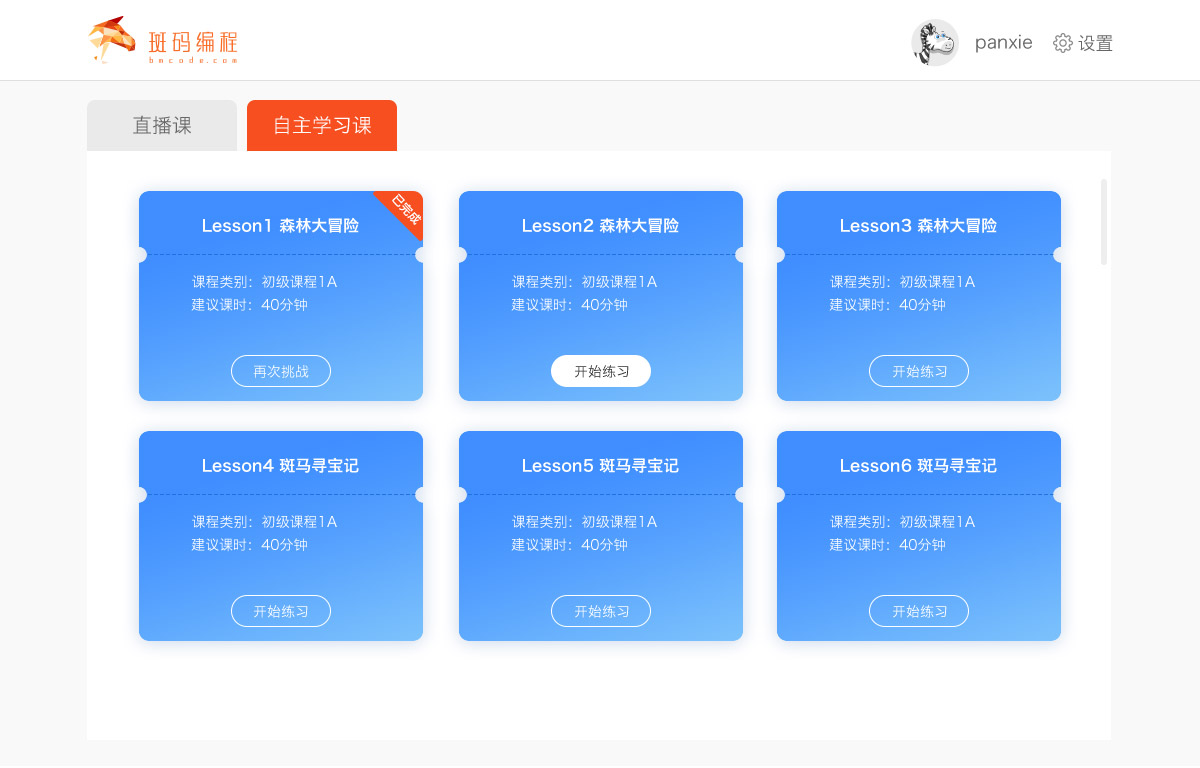 斑码编程
bmcode.com
panxie
设置
直播课
自主学习课
Lesson1 森林大冒险
已完成
课程类别：初级课程1A
建议课时：40分钟
再次挑战
Lesson2 森林大冒险
课程类别：初级课程1A
建议课时：40分钟
开始练习
Lesson3 森林大冒险
课程类别：初级课程1A
建议课时：40分钟
开始练习
Lesson4 斑马寻宝记
课程类别：初级课程1A
建议课时：40分钟
开始练习
Lesson5 斑马寻宝记
课程类别：初级课程1A
建议课时：40分钟
开始练习
Lesson6 斑马寻宝记
课程类别：初级课程1A
建议课时：40分钟
开始练习